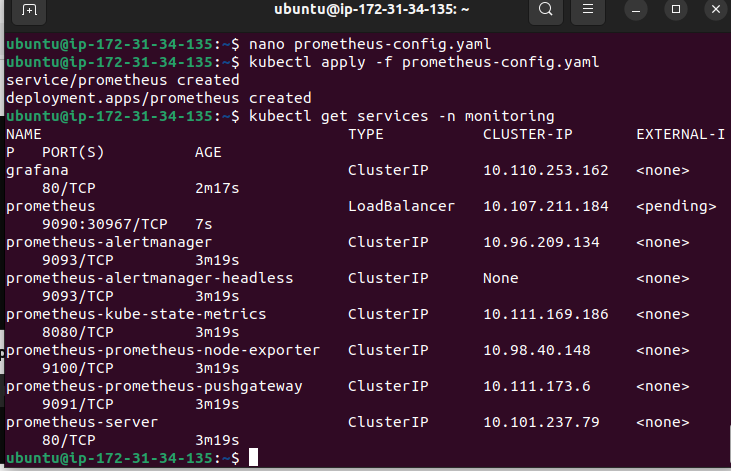 ubuntu@ip-172-31-34-135: ~
ubuntu@ip-172-31-34-135:~$ nano prometheus-config.yaml
ubuntu@ip-172-31-34-135:~$ kubectl apply -f prometheus-config.yaml
service/prometheus created
deployment.apps/prometheus created
ubuntu@ip-172-31-34-135:~$ kubectl get services -n monitoring
NAME                                  TYPE           CLUSTER-IP       EXTERNAL-I
P   PORT(S)          AGE
grafana                               ClusterIP      10.110.253.162   <none>
    80/TCP           2m17s
prometheus                            LoadBalancer   10.107.211.184   <pending>
    9090:30967/TCP   7s
prometheus-alertmanager               ClusterIP      10.96.209.134    <none>
    9093/TCP         3m19s
prometheus-alertmanager-headless      ClusterIP      None             <none>
    9093/TCP         3m19s
prometheus-kube-state-metrics         ClusterIP      10.111.169.186   <none>
    8080/TCP         3m19s
prometheus-prometheus-node-exporter   ClusterIP      10.98.40.148     <none>
    9100/TCP         3m19s
prometheus-prometheus-pushgateway     ClusterIP      10.111.173.6     <none>
    9091/TCP         3m19s
prometheus-server                     ClusterIP      10.101.237.79    <none>
    80/TCP           3m19s
ubuntu@ip-172-31-34-135:~$